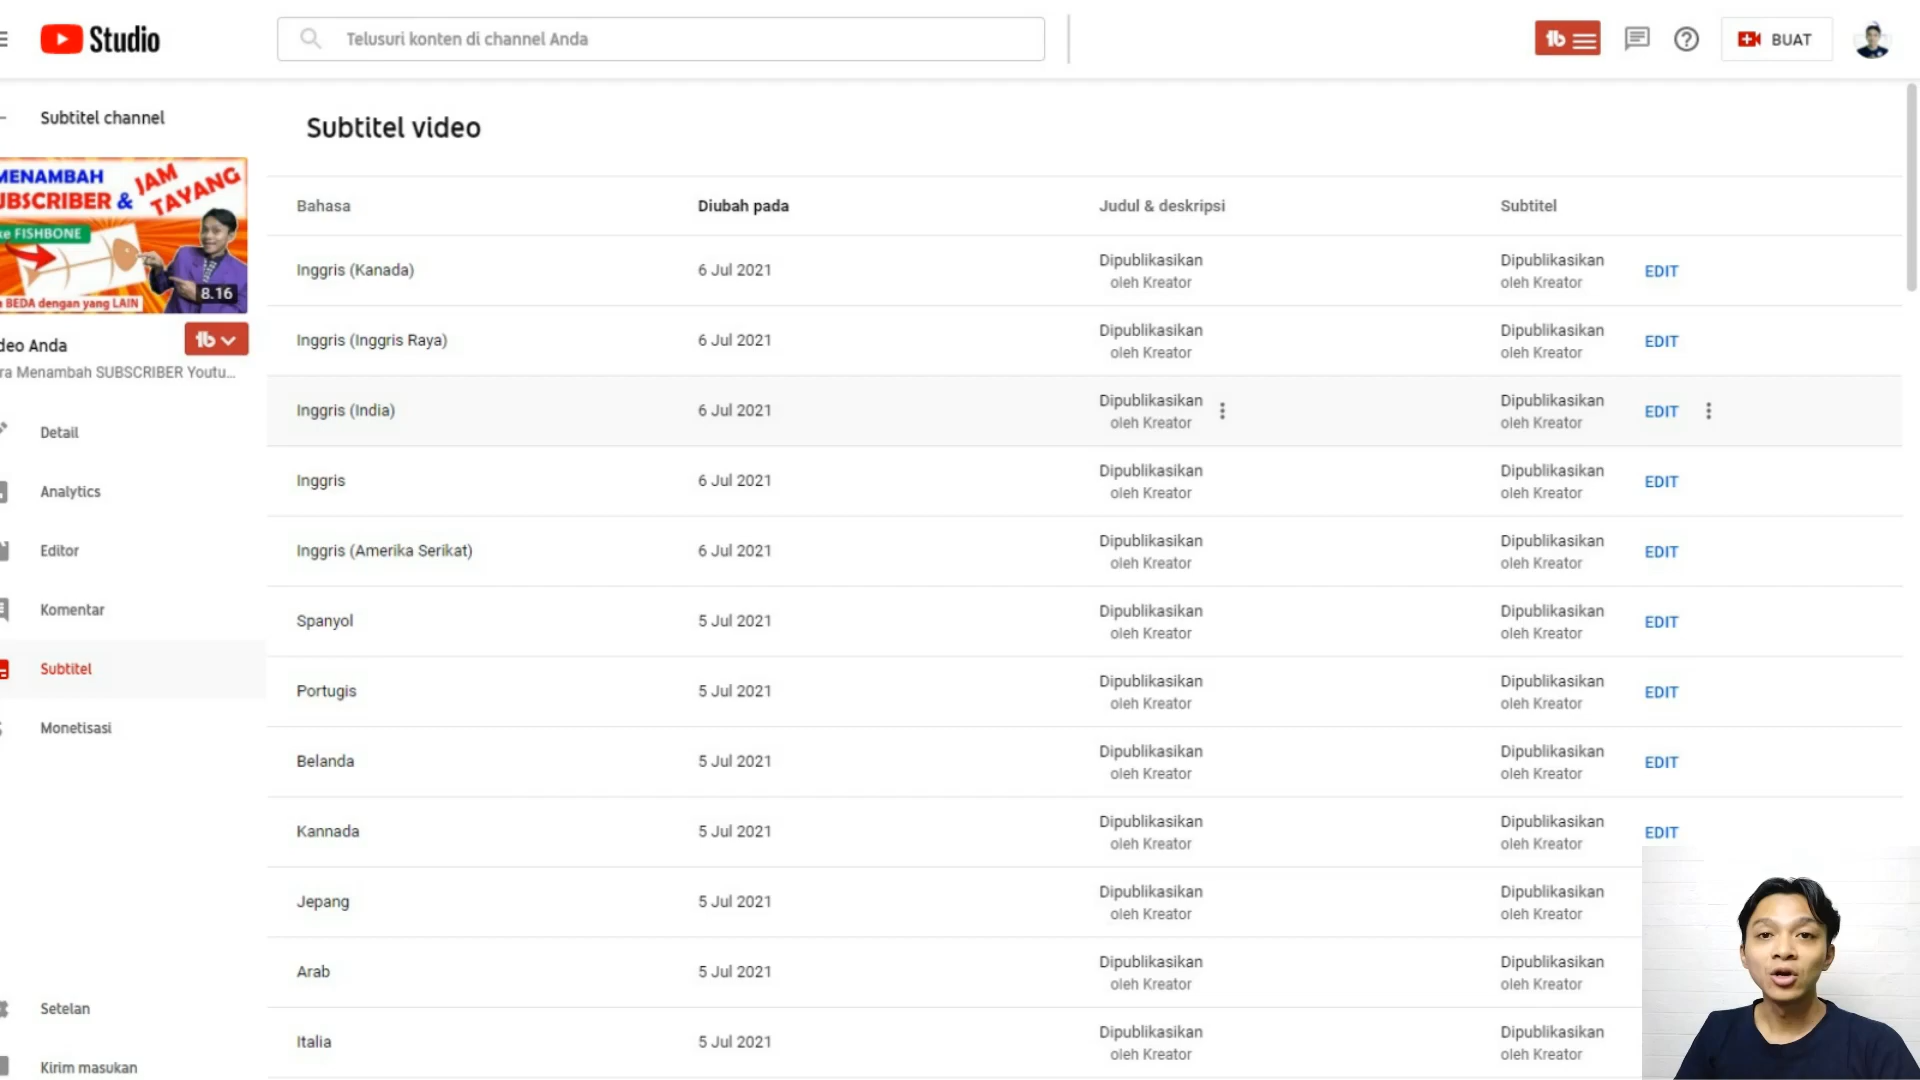 Studio
Telusuri konten di channel Anda
BUAT
Subtitel channel
MENAMBAH
JAM
TAYANG
UBSCRIBER &
ke FISHBONE
8.16
BEDA dengan yang LAIN
deo Anda
ra Menambah SUBSCRIBER Youtu...
Detail
Analytics
Editor
Komentar
Subtitel
Monetisasi
Setelan
Kirim masukan
Subtitel video
Bahasa Diubah pada Judul & deskripsi Subtitel
Inggris (Kanada) 6 Jul 2021 Dipublikasikan Dipublikasikan EDIT
oleh Kreator oleh Kreator
Inggris (Inggris Raya) 6 Jul 2021 Dipublikasikan Dipublikasikan EDIT
oleh Kreator oleh Kreator
Inggris (India) 6 Jul 2021 Dipublikasikan Dipublikasikan EDIT
oleh Kreator oleh Kreator
Inggris 6 Jul 2021 Dipublikasikan Dipublikasikan EDIT
oleh Kreator oleh Kreator
Inggris (Amerika Serikat) 6 Jul 2021 Dipublikasikan Dipublikasikan EDIT
oleh Kreator oleh Kreator
Spanyol 5 Jul 2021 Dipublikasikan Dipublikasikan EDIT
oleh Kreator oleh Kreator
Portugis 5 Jul 2021 Dipublikasikan Dipublikasikan EDIT
oleh Kreator oleh Kreator
Belanda 5 Jul 2021 Dipublikasikan Dipublikasikan EDIT
oleh Kreator oleh Kreator
Kannada 5 Jul 2021 Dipublikasikan Dipublikasikan EDIT
oleh Kreator oleh Kreator
Jepang 5 Jul 2021 Dipublikasikan Dipublikasikan
oleh Kreator oleh Kreator
Arab 5 Jul 2021 Dipublikasikan Dipublikasikan
oleh Kreator oleh Kreator
Italia 5 Jul 2021 Dipublikasikan Dipublikasikan
oleh Kreator oleh Kreator